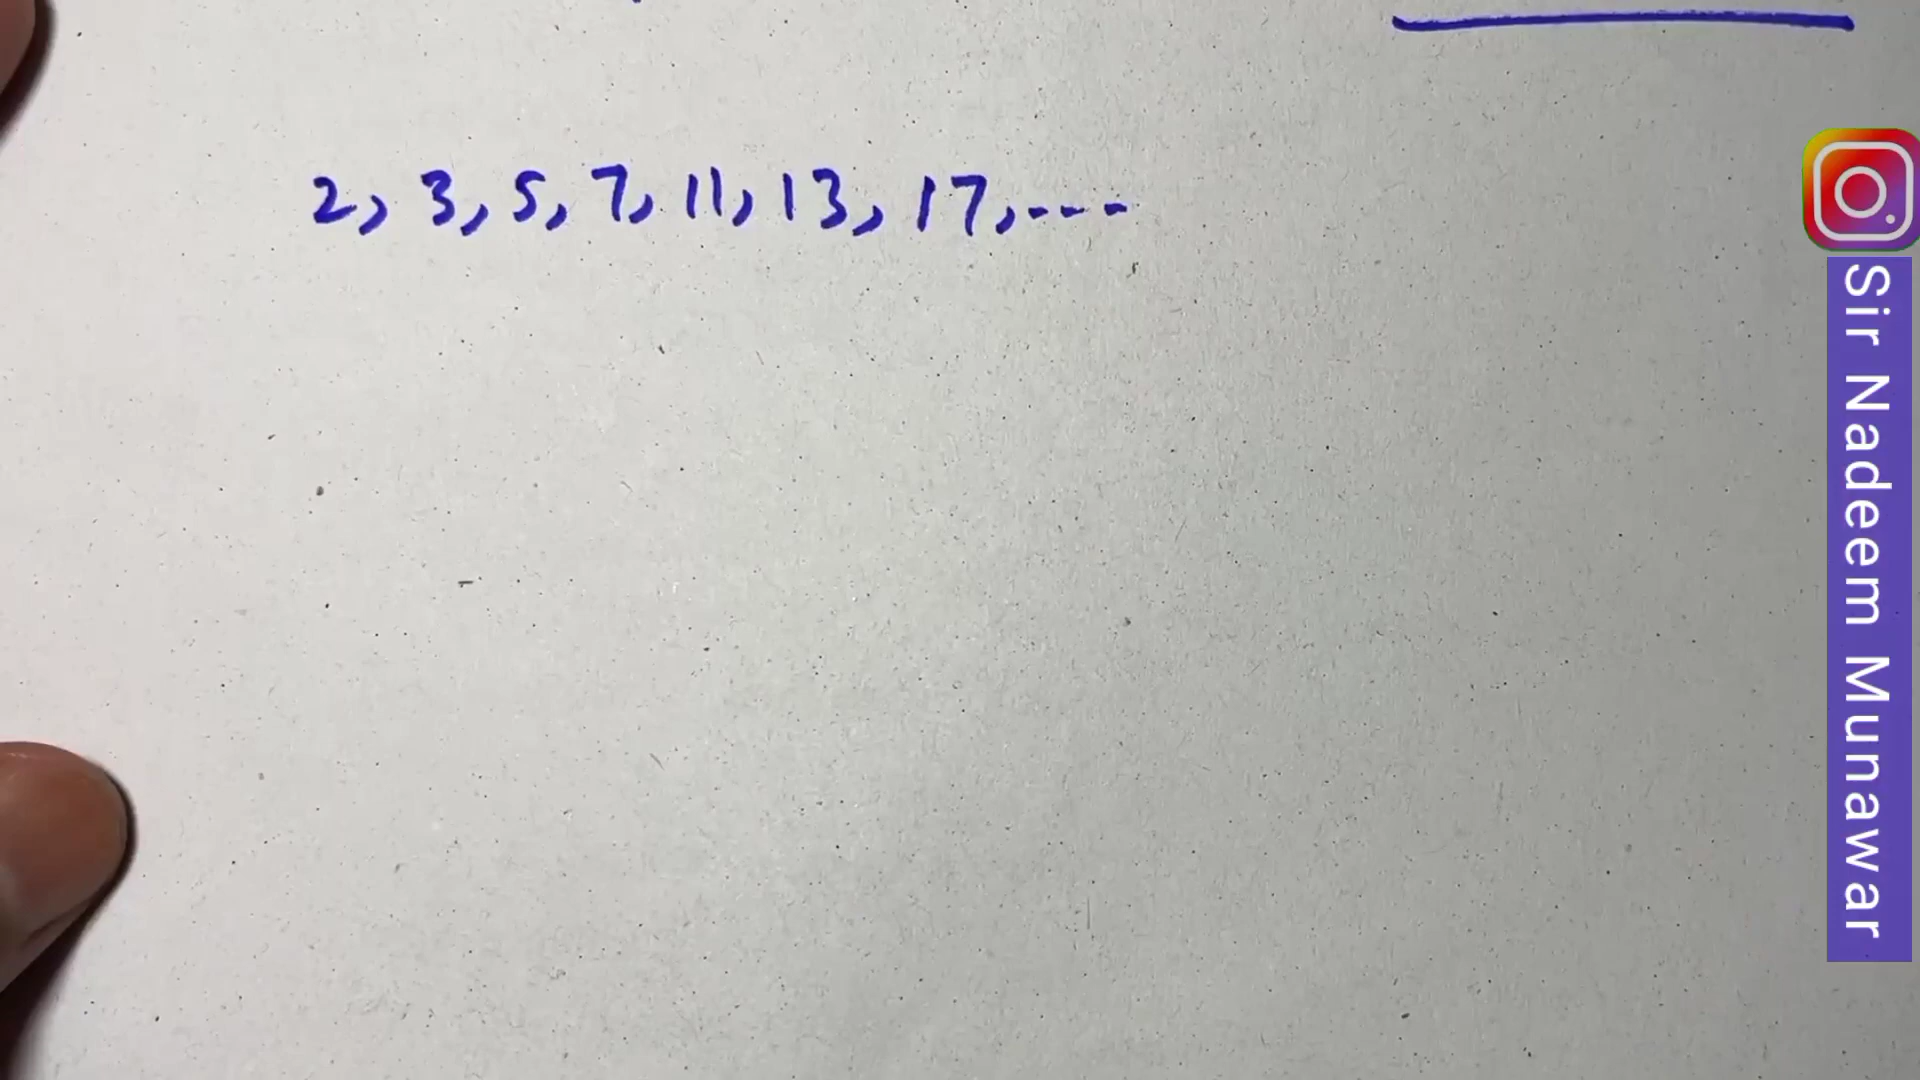 2, 3, 5, 7, 11, 13, 17, ---
Sir Nadeem Munawar